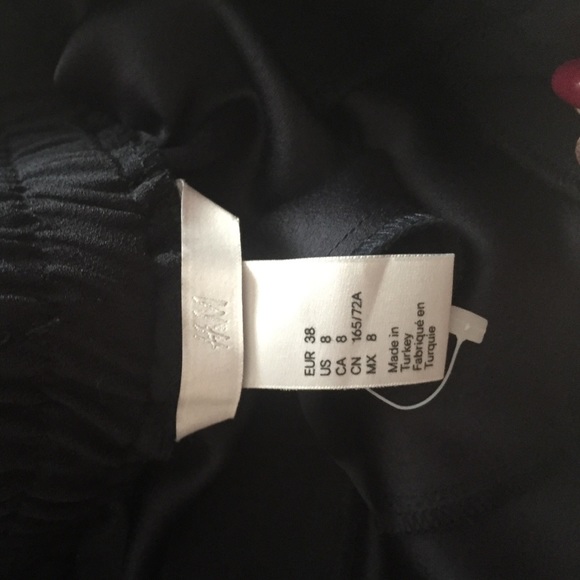 H&M
EUR 38
US 8
CA 8
CN 165/72A
MX 8
Made in
Turkey
Fabriqué en
Turquie